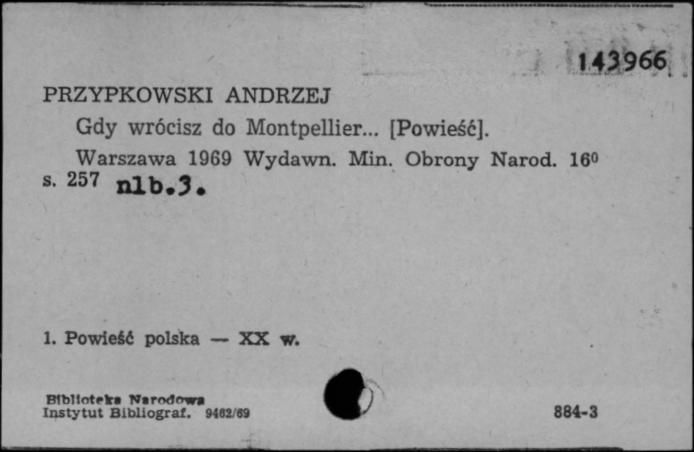 143966
PRZYPKOWSKI ANDRZEJ
Gdy wrócisz do Montpellier... [Powieść].
Warszawa 1969 Wydawn. Min. Obrony Narod. 16⁰
s. 257 nlb.3.
1. Powieść polska — XX w.
Biblioteka Narodowa
Instytut Bibliograf. 9462/69
884-3